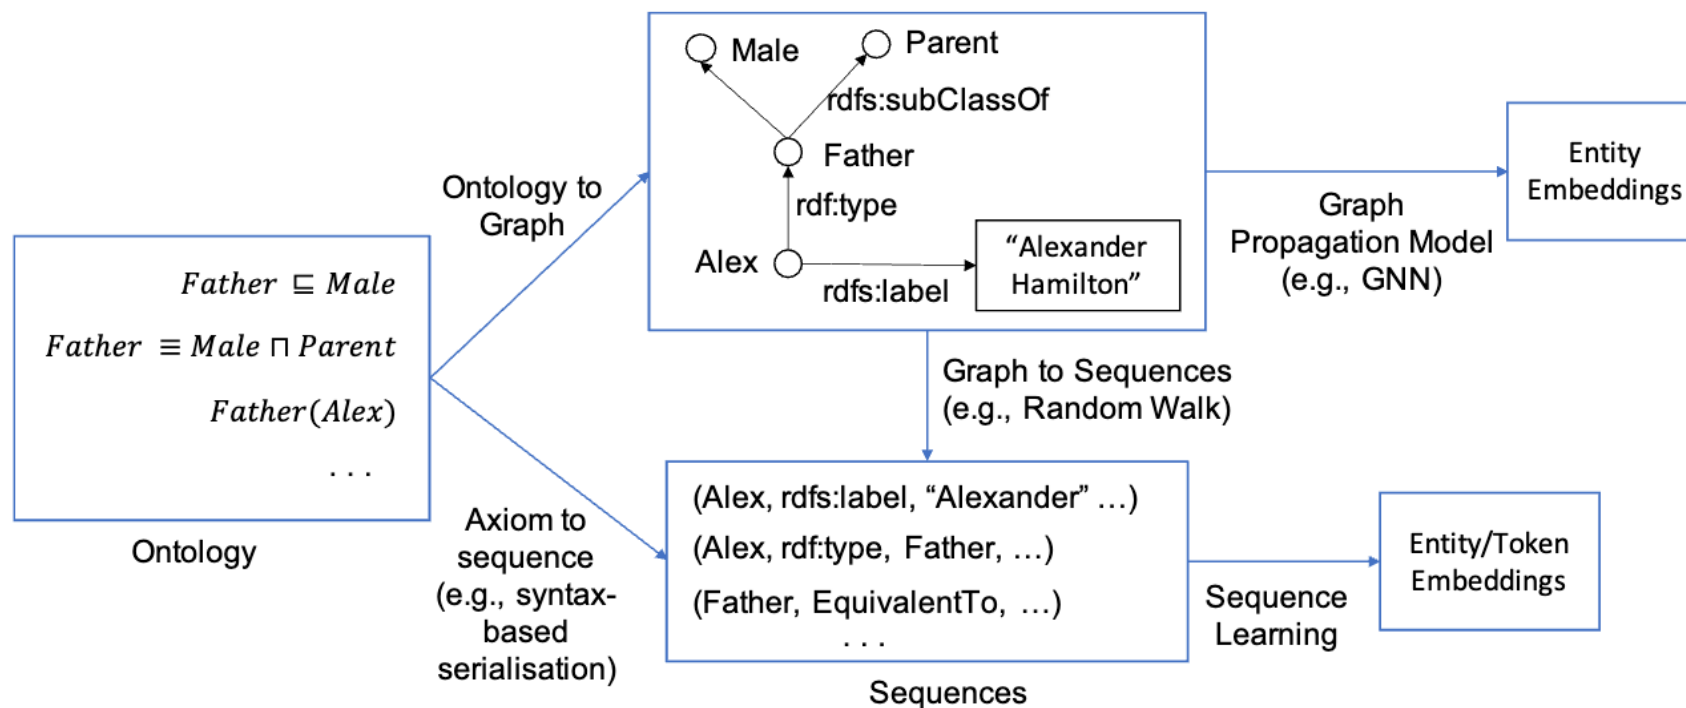 Father ⊑ Male
Father ≡ Male ⊓ Parent
Father(Alex)
. . .
Ontology
Ontology to
Graph
Axiom to
sequence
(e.g., syntax-
based
serialisation)
Male
Parent
rdfs:subClassOf
Father
rdf:type
Alex
rdfs:label
“Alexander
Hamilton”
Graph
Propagation Model
(e.g., GNN)
Entity
Embeddings
Graph to Sequences
(e.g., Random Walk)
(Alex, rdfs:label, “Alexander” …)
(Alex, rdf:type, Father, …)
(Father, EquivalentTo, …)
. . .
Sequences
Sequence
Learning
Entity/Token
Embeddings